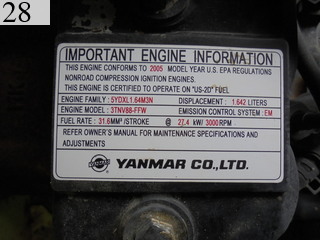 28
IMPORTANT ENGINE INFORMATION
THIS ENGINE CONFORMS TO 2005 MODEL YEAR U.S. EPA REGULATIONS
NONROAD COMPRESSION IGNITION ENGINES.
THIS ENGINE IS CERTIFIED TO OPERATE ON "US-2D" FUEL
ENGINE FAMILY : 5YDXL1.64M3N DISPLACEMENT : 1.642 LITERS
ENGINE MODEL : 3TNV88-FFW EMISSION CONTROL SYSTEM : EM
FUEL RATE : 31.6MM³/STROKE @ 27.4 kW/ 3000RPM
REFER OWNER'S MANUAL FOR MAINTENANCE SPECIFICATIONS AND
ADJUSTMENTS
YANMAR CO.,LTD.